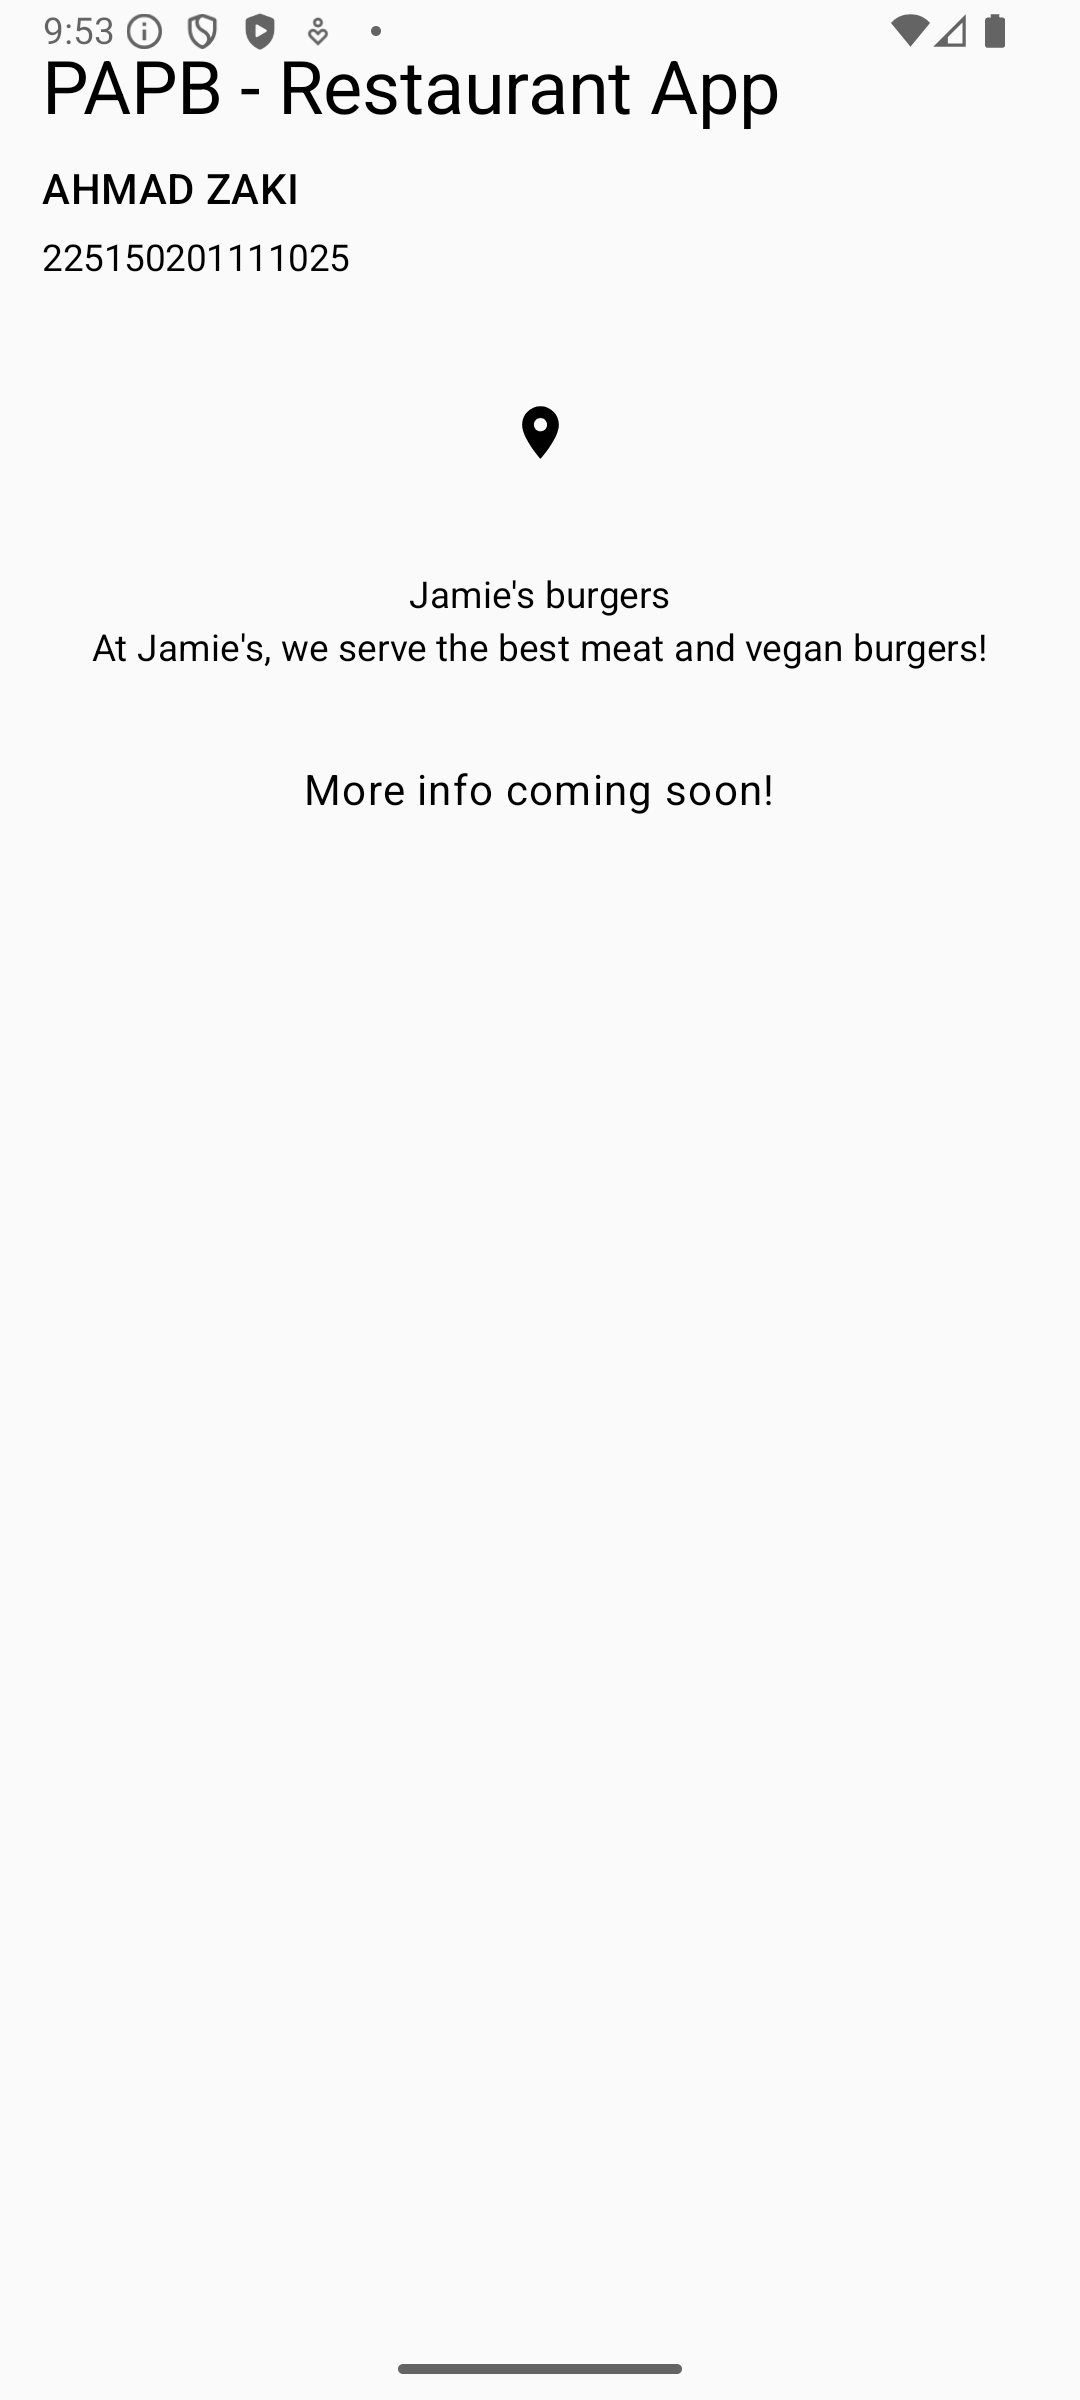 9:53
PAPB - Restaurant App
AHMAD ZAKI
225150201111025
Jamie's burgers
At Jamie's, we serve the best meat and vegan burgers!
More info coming soon!